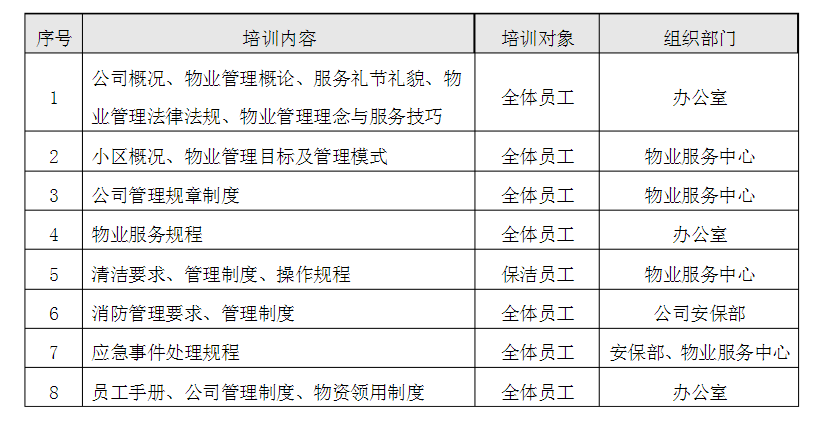 序号 培训内容 培训对象 组织部门
1 公司概况、物业管理概论、服务礼节礼貌、物 全体员工 办公室
业管理法律法规、物业管理理念与服务技巧
2 小区概况、物业管理目标及管理模式 全体员工 物业服务中心
3 公司管理规章制度 全体员工 物业服务中心
4 物业服务规程 全体员工 办公室
5 清洁要求、管理制度、操作规程 保洁员工 物业服务中心
6 消防管理要求、管理制度 全体员工 公司安保部
7 应急事件处理规程 全体员工 安保部、物业服务中心
8 员工手册、公司管理制度、物资领用制度 全体员工 办公室